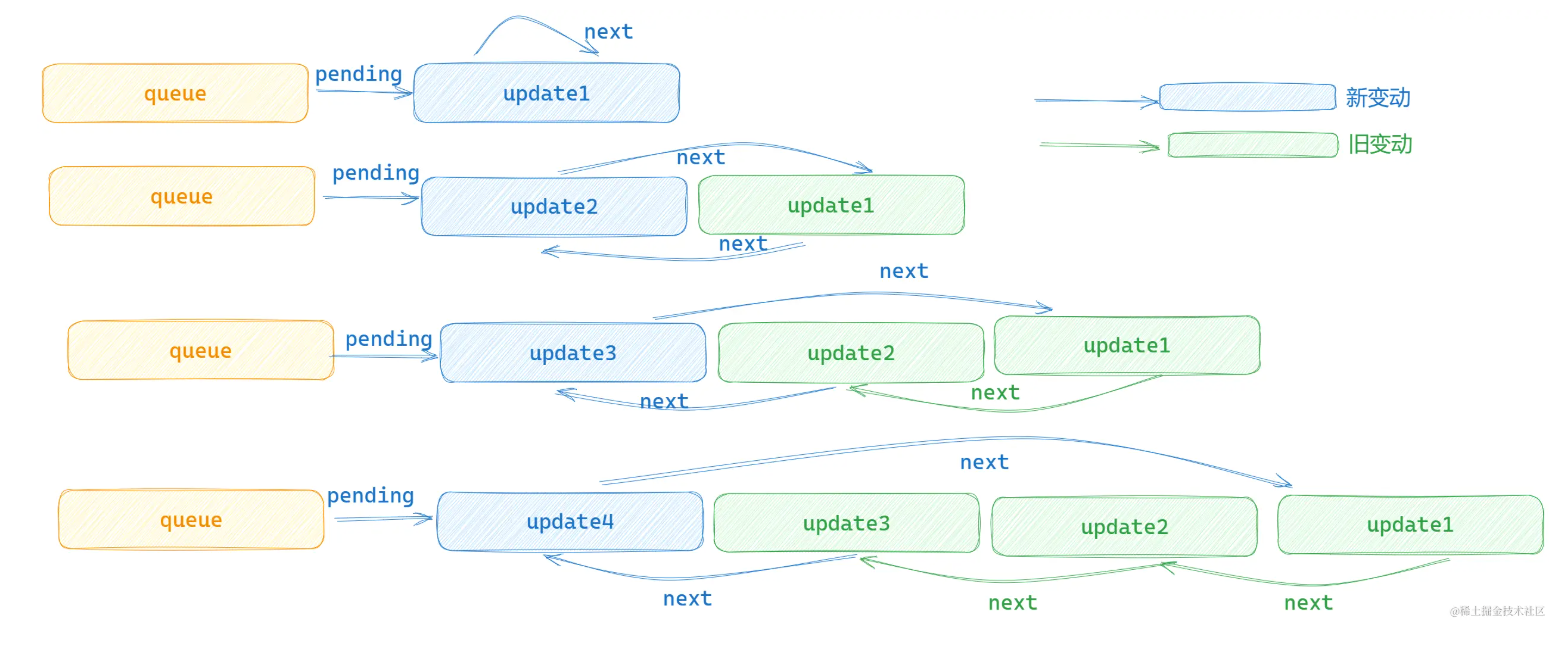 next
queue
pending
update1
新变动
旧变动
queue
pending
update2
next
update1
next
next
queue
pending
update3
update2
update1
next
next
next
queue
pending
update4
update3
update2
update1
next
next
next
@稀土掘金技术社区